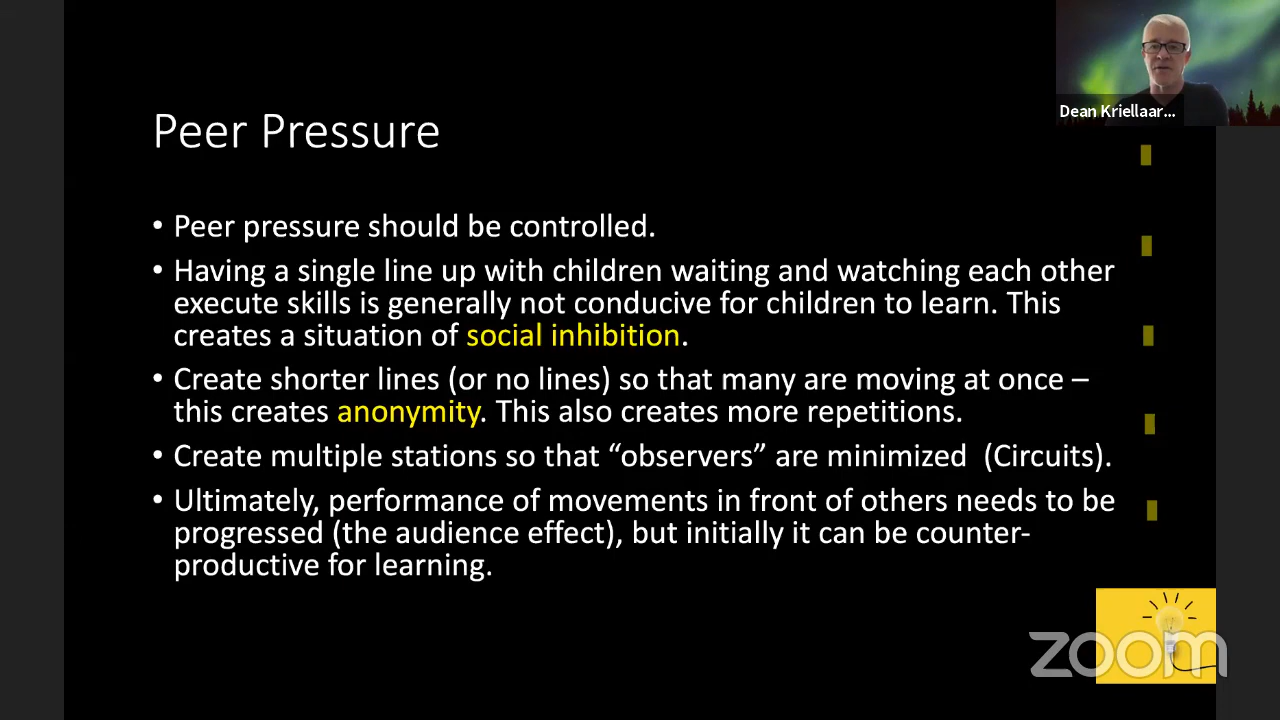 Dean Kriellaar...
Peer Pressure
• Peer pressure should be controlled.
• Having a single line up with children waiting and watching each other
execute skills is generally not conducive for children to learn. This
creates a situation of social inhibition.
• Create shorter lines (or no lines) so that many are moving at once –
this creates anonymity. This also creates more repetitions.
• Create multiple stations so that “observers” are minimized (Circuits).
• Ultimately, performance of movements in front of others needs to be
progressed (the audience effect), but initially it can be counter-
productive for learning.
zoom